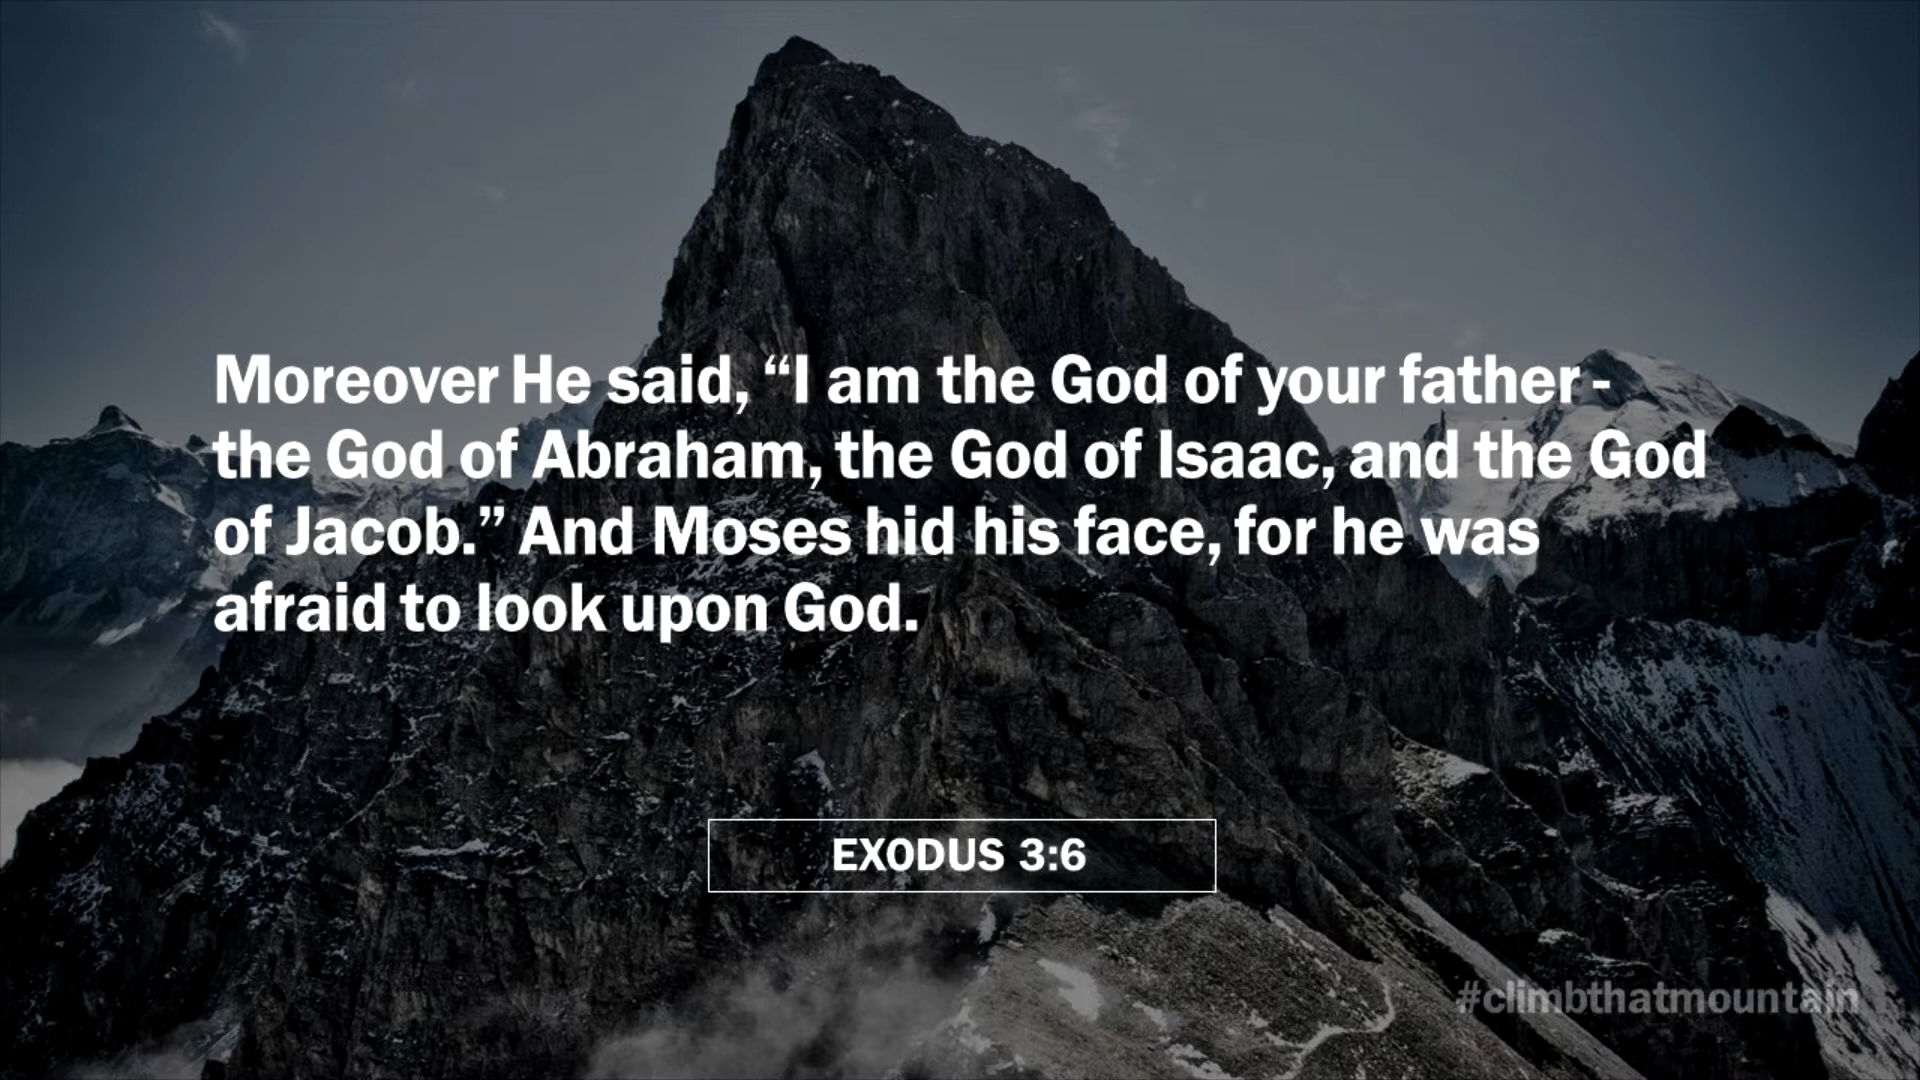 Moreover He said, “I am the God of your father -
the God of Abraham, the God of Isaac, and the God
of Jacob.” And Moses hid his face, for he was
afraid to look upon God.
EXODUS 3:6
#climbthatmountain